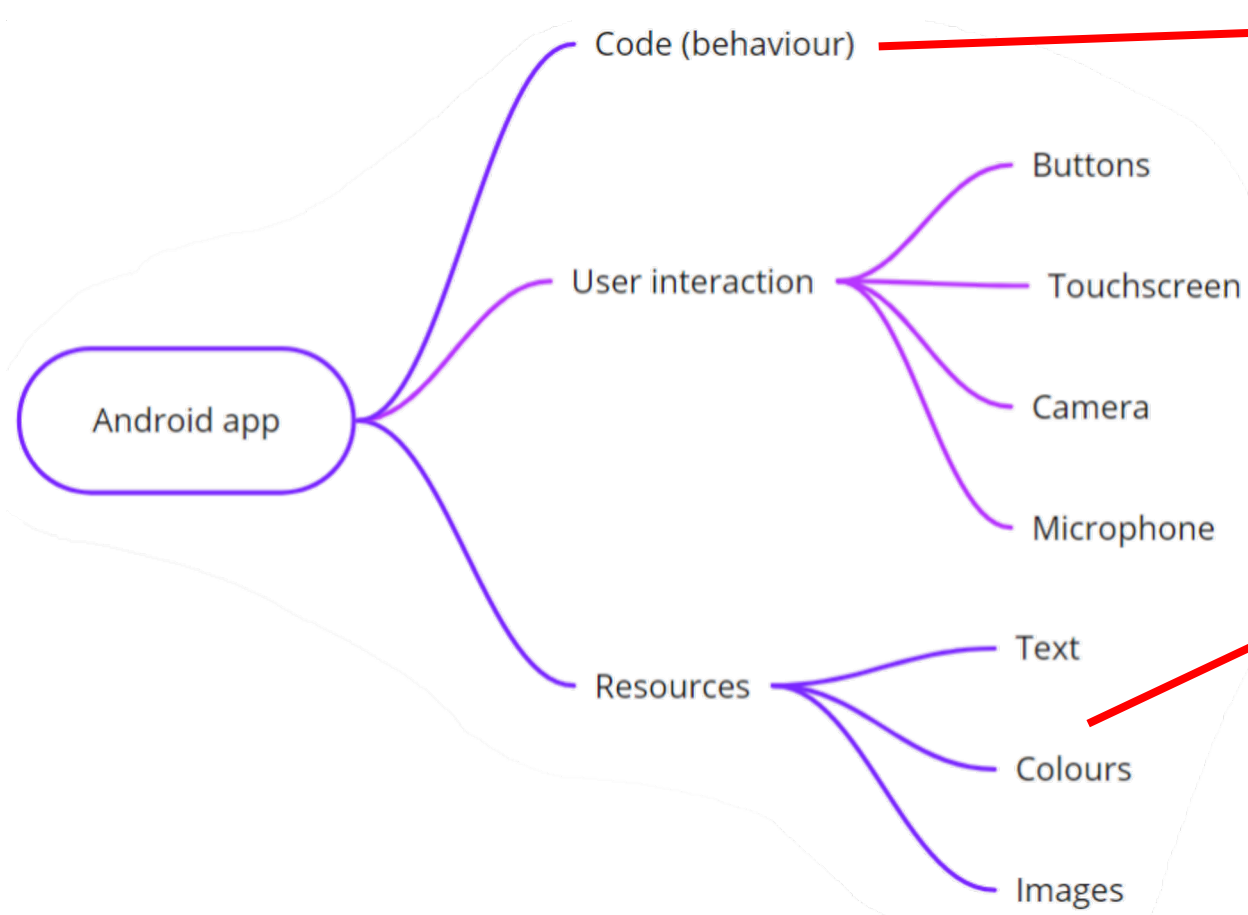 Code (behaviour)
Buttons
User interaction
Touchscreen
Android app
Camera
Microphone
Text
Resources
Colours
Images